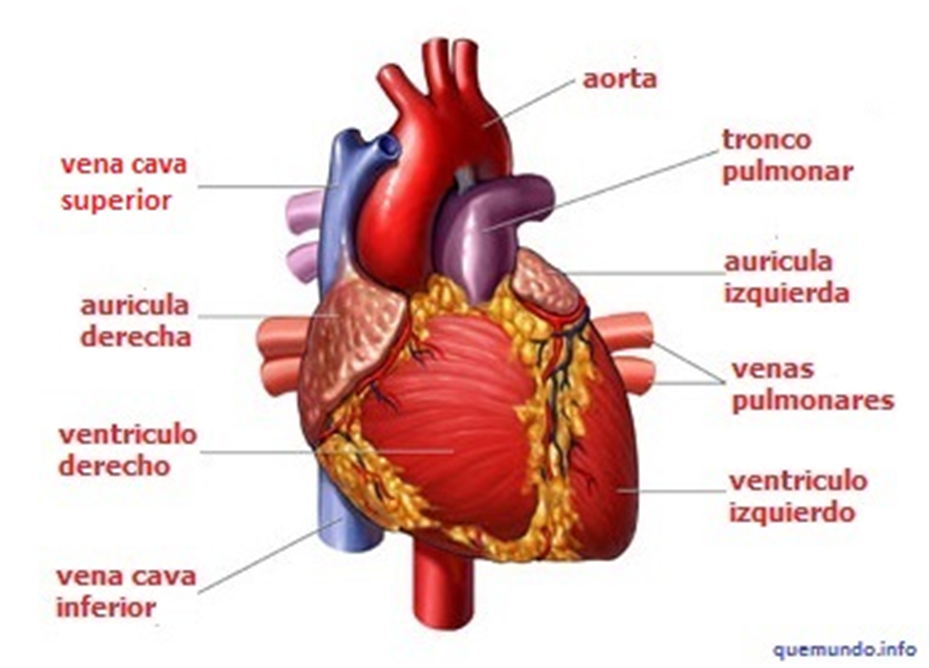 aorta
tronco
pulmonar
vena cava
superior
auricula
izquierda
auricula
derecha
venas
pulmonares
ventriculo
derecho
ventriculo
izquierdo
vena cava
inferior
quemundo.info